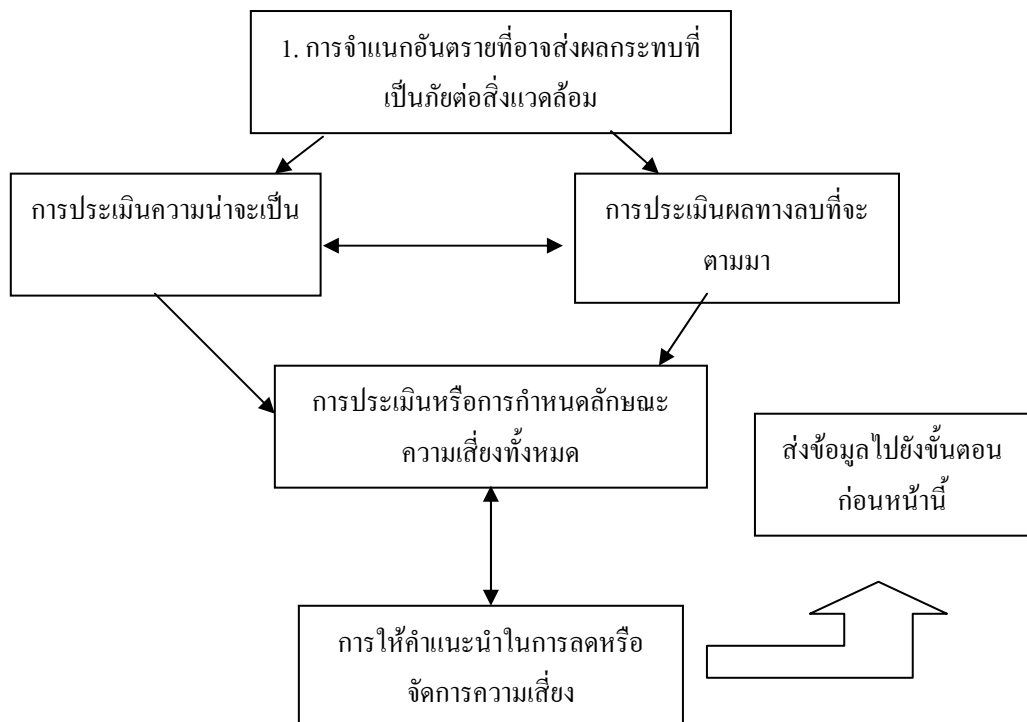 1. การจำแนกอันตรายที่อาจส่งผลกระทบที่
เป็นภัยต่อสิ่งแวดล้อม
การประเมินความน่าจะเป็น
การประเมินผลทางลบที่จะ
ตามมา
การประเมินหรือการกำหนดลักษณะ
ความเสี่ยงทั้งหมด
ส่งข้อมูลไปยังขั้นตอน
ก่อนหน้านี้
การให้คำแนะนำในการลดหรือ
จัดการความเสี่ยง